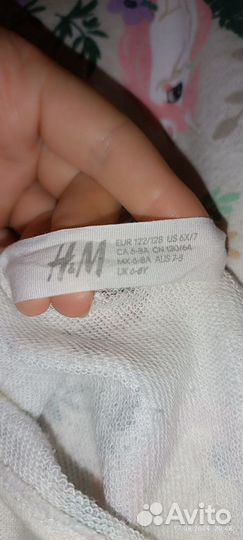 H&M
EUR 122/128 US 6X/7
CA 6-8A CN 130/64
MX 6-8A AUS 7-8
UK 6-8Y
Avito